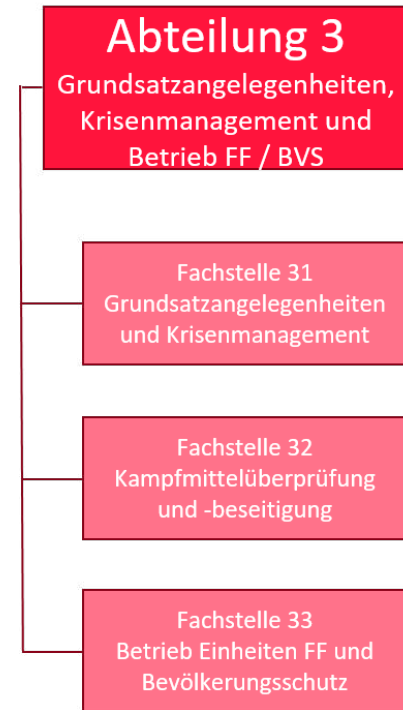 Abteilung 3
Grundsatzangelegenheiten,
Krisenmanagement und
Betrieb FF / BVS
Fachstelle 31
Grundsatzangelegenheiten
und Krisenmanagement
Fachstelle 32
Kampfmittelüberprüfung
und -beseitigung
Fachstelle 33
Betrieb Einheiten FF und
Bevölkerungsschutz